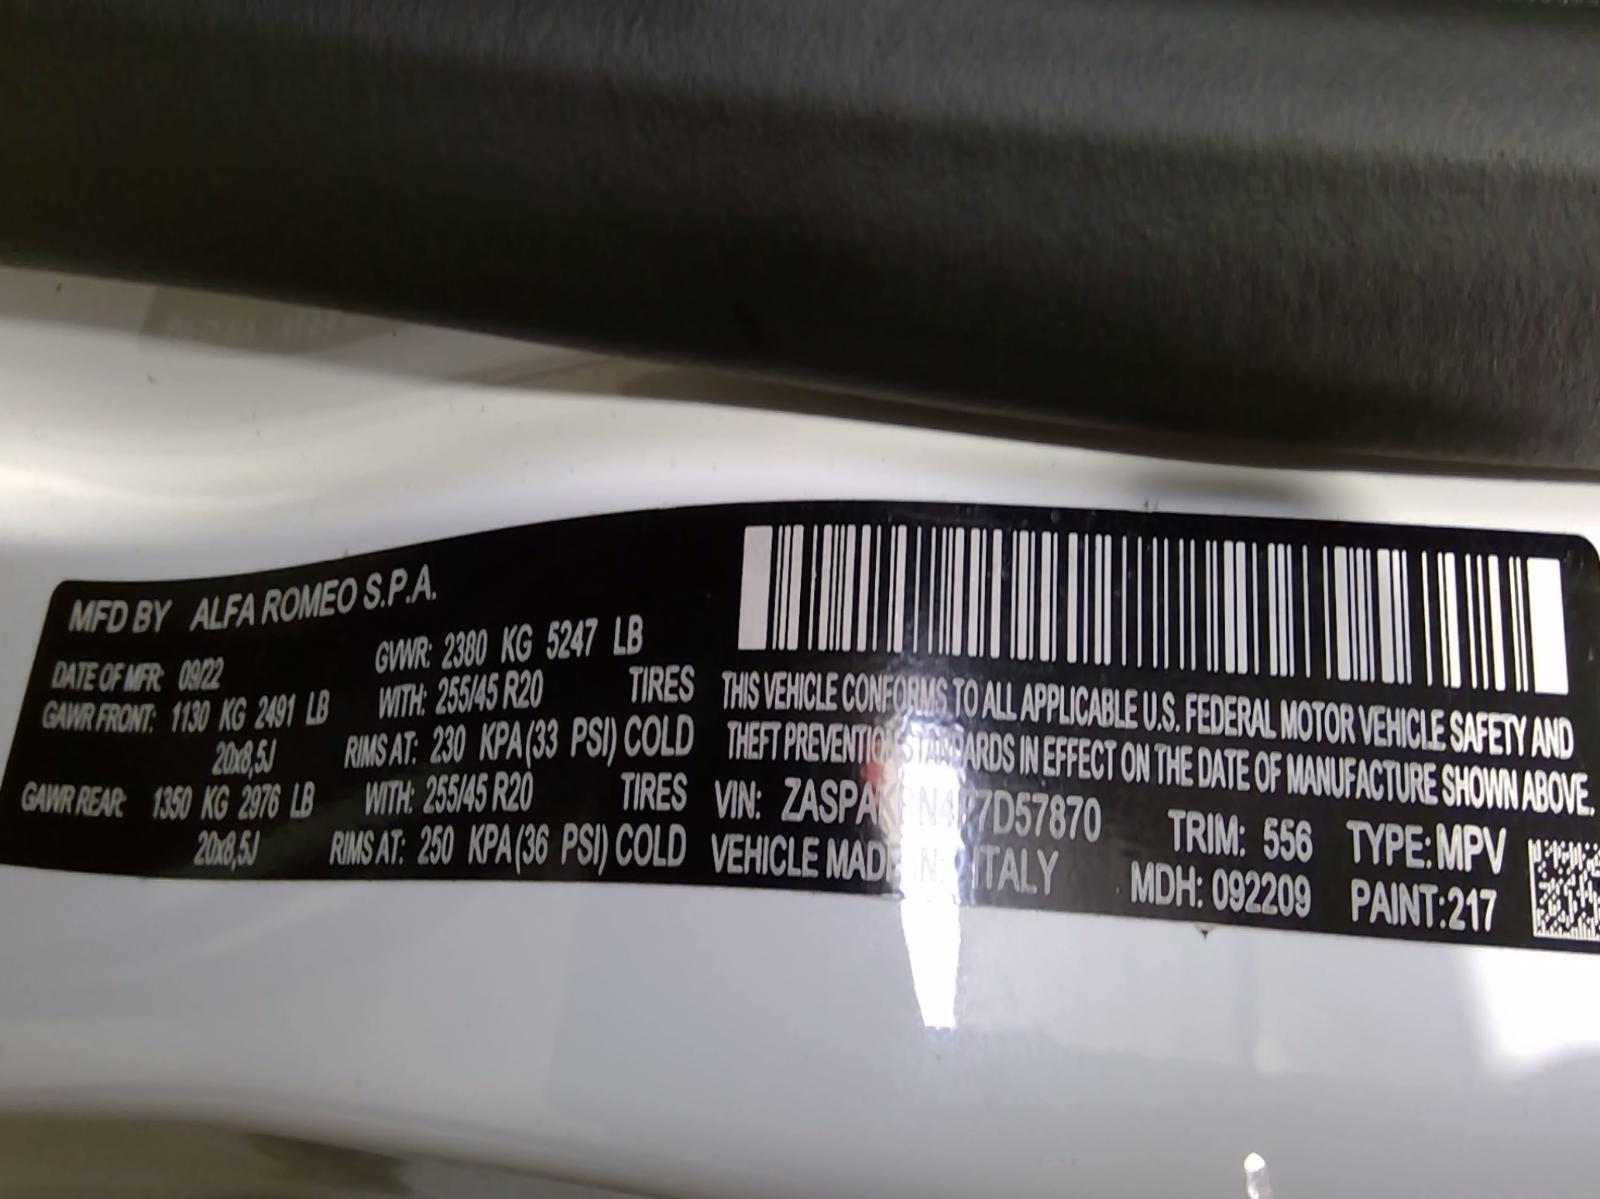 MFD BY ALFA ROMEO S.P.A.
DATE OF MFR: 09/22 GVWR: 2380 KG 5247 LB
GAWR FRONT: 1130 KG 2491 LB WITH: 255/45 R20 TIRES
20x8,5J RIMS AT: 230 KPA(33 PSI) COLD
GAWR REAR: 1350 KG 2976 LB WITH: 255/45 R20 TIRES
20x8,5J RIMS AT: 250 KPA(36 PSI) COLD
THIS VEHICLE CONFORMS TO ALL APPLICABLE U.S. FEDERAL MOTOR VEHICLE SAFETY AND
THEFT PREVENTION STANDARDS IN EFFECT ON THE DATE OF MANUFACTURE SHOWN ABOVE.
VIN: ZASPAKBN4P7D57870 TRIM: 556 TYPE: MPV
VEHICLE MADE IN: ITALY MDH: 092209 PAINT:217